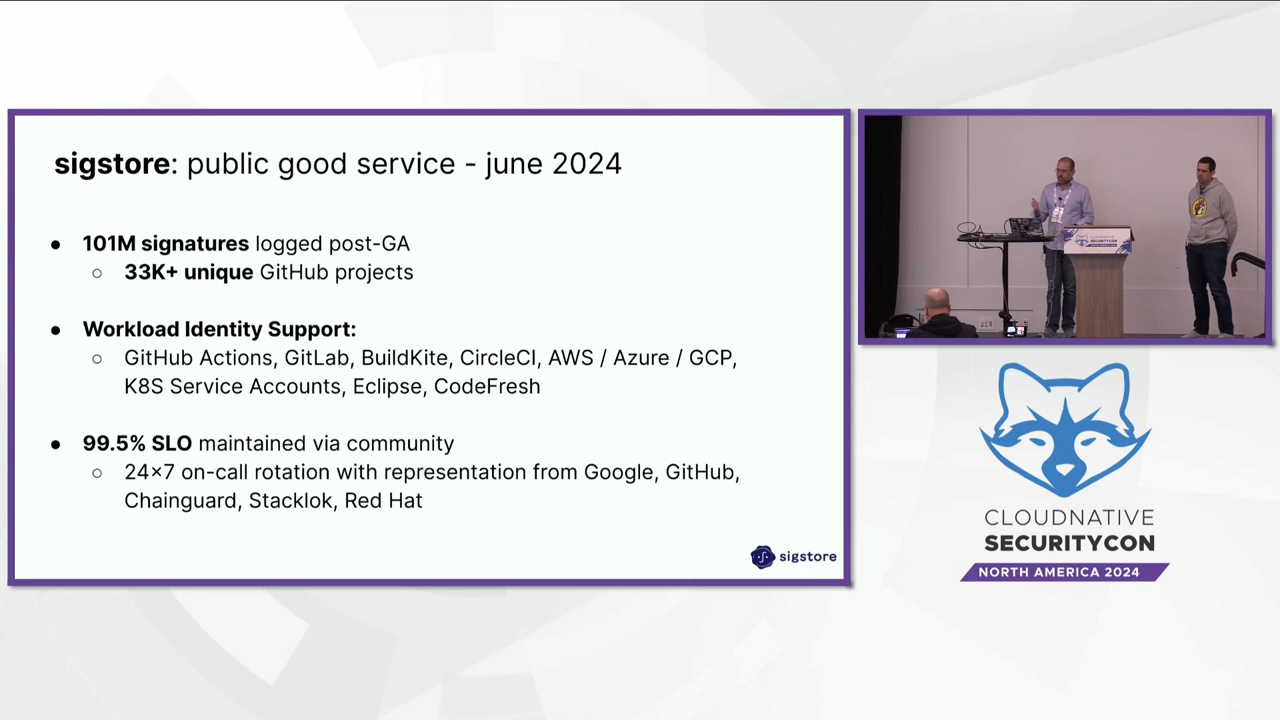 sigstore: public good service - june 2024
● 101M signatures logged post-GA
○ 33K+ unique GitHub projects
● Workload Identity Support:
○ GitHub Actions, GitLab, BuildKite, CircleCI, AWS / Azure / GCP,
K8S Service Accounts, Eclipse, CodeFresh
● 99.5% SLO maintained via community
○ 24×7 on-call rotation with representation from Google, GitHub,
Chainguard, Stacklok, Red Hat
sigstore
CLOUDNATIVE
SECURITYCON
CLOUDNATIVE
SECURITYCON
NORTH AMERICA 2024